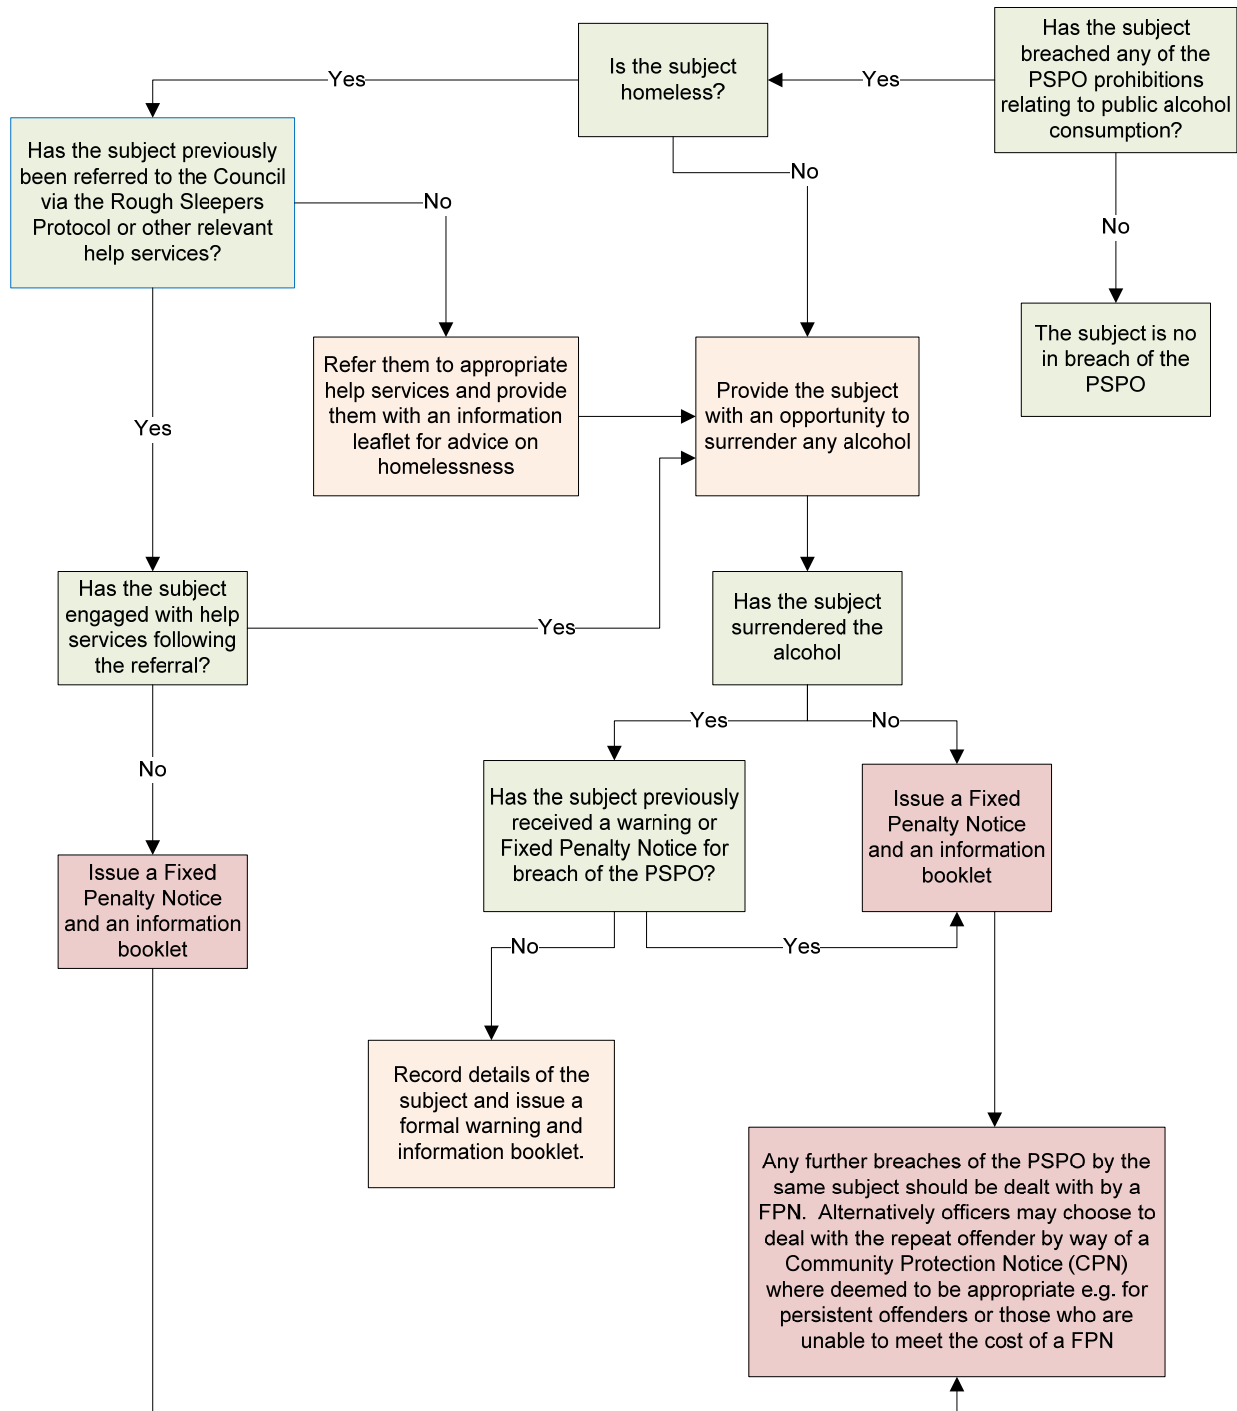 Has the subject
breached any of the
PSPO prohibitions
relating to public alcohol
consumption?
Yes
Is the subject
homeless?
Yes
No
No
Has the subject previously
been referred to the Council
via the Rough Sleepers
Protocol or other relevant
help services?
No
Yes
The subject is no
in breach of the
PSPO
Refer them to appropriate
help services and provide
them with an information
leaflet for advice on
homelessness
Provide the subject
with an opportunity to
surrender any alcohol
Has the subject
engaged with help
services following
the referral?
Yes
No
Has the subject
surrendered the
alcohol
Yes
No
Has the subject previously
received a warning or
Fixed Penalty Notice for
breach of the PSPO?
Issue a Fixed
Penalty Notice
and an information
booklet
Issue a Fixed
Penalty Notice
and an information
booklet
No
Yes
Record details of the
subject and issue a
formal warning and
information booklet.
Any further breaches of the PSPO by the
same subject should be dealt with by a
FPN.  Alternatively officers may choose to
deal with the repeat offender by way of a
Community Protection Notice (CPN)
where deemed to be appropriate e.g. for
persistent offenders or those who are
unable to meet the cost of a FPN